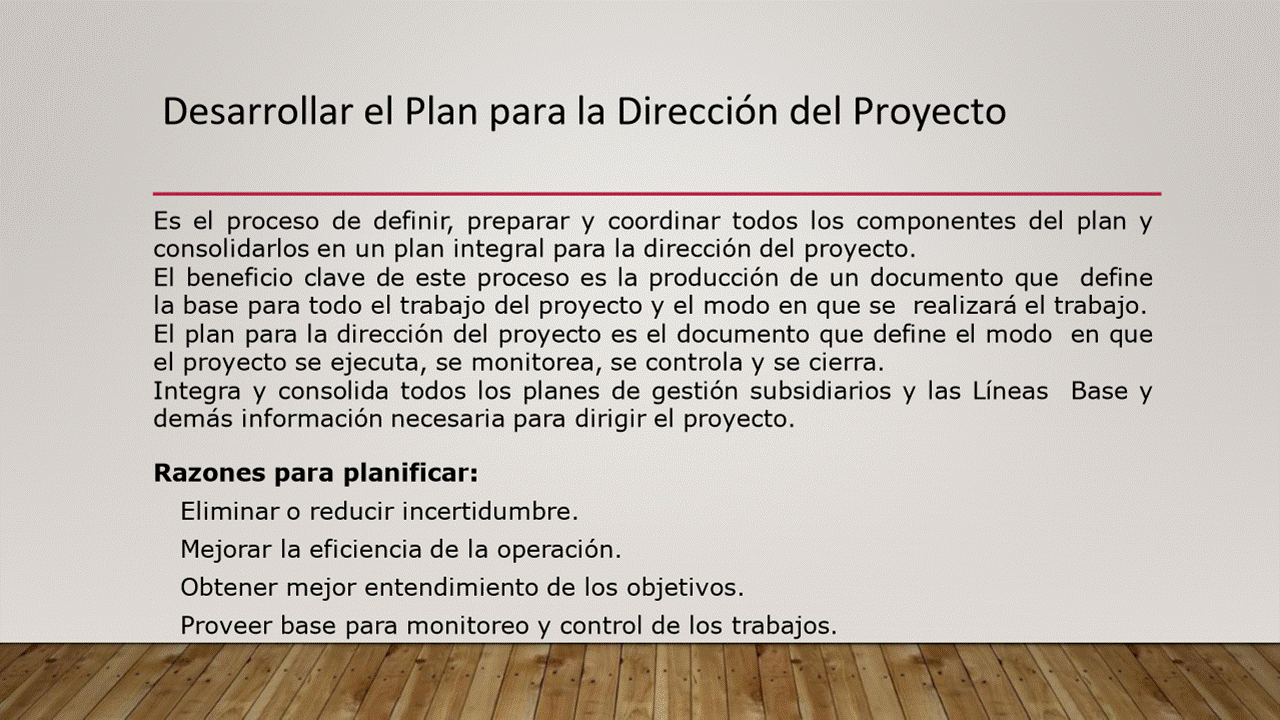 Desarrollar el Plan para la Dirección del Proyecto
Es el proceso de definir, preparar y coordinar todos los componentes del plan y
consolidarlos en un plan integral para la dirección del proyecto.
El beneficio clave de este proceso es la producción de un documento que define
la base para todo el trabajo del proyecto y el modo en que se realizará el trabajo.
El plan para la dirección del proyecto es el documento que define el modo en que
el proyecto se ejecuta, se monitorea, se controla y se cierra.
Integra y consolida todos los planes de gestión subsidiarios y las Líneas Base y
demás información necesaria para dirigir el proyecto.
Razones para planificar:
Eliminar o reducir incertidumbre.
Mejorar la eficiencia de la operación.
Obtener mejor entendimiento de los objetivos.
Proveer base para monitoreo y control de los trabajos.